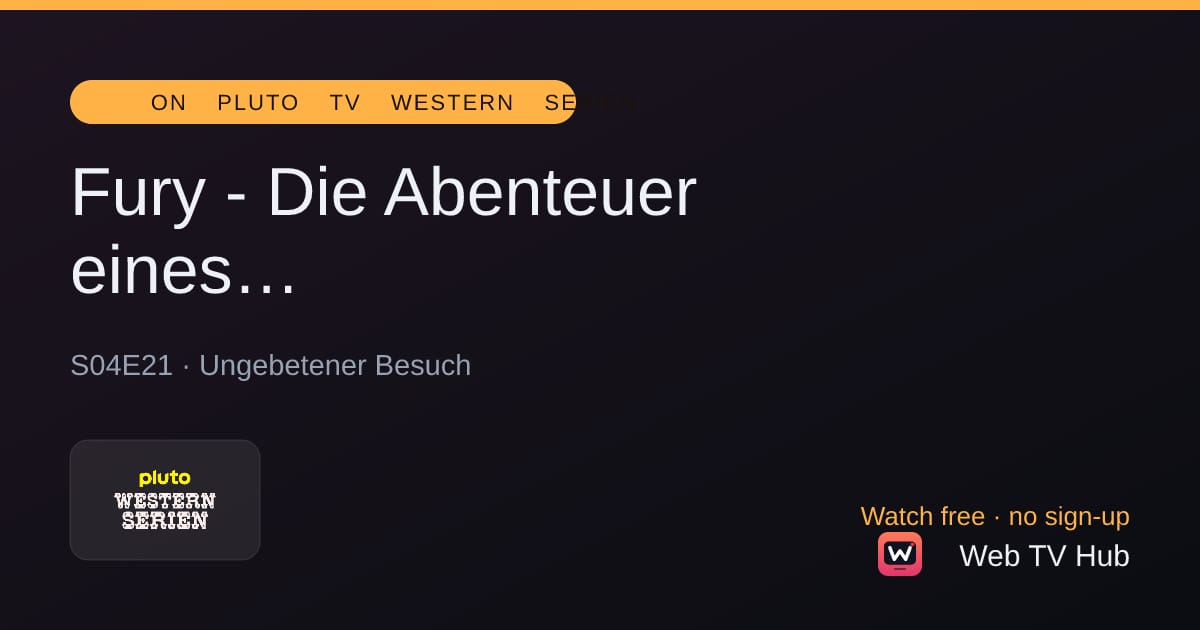 ON PLUTO TV WESTERN SERIEN
Fury - Die Abenteuer
eines…
S04E21 · Ungebetener Besuch
pluto
WESTERN
SERIEN
Watch free · no sign-up
W
Web TV Hub